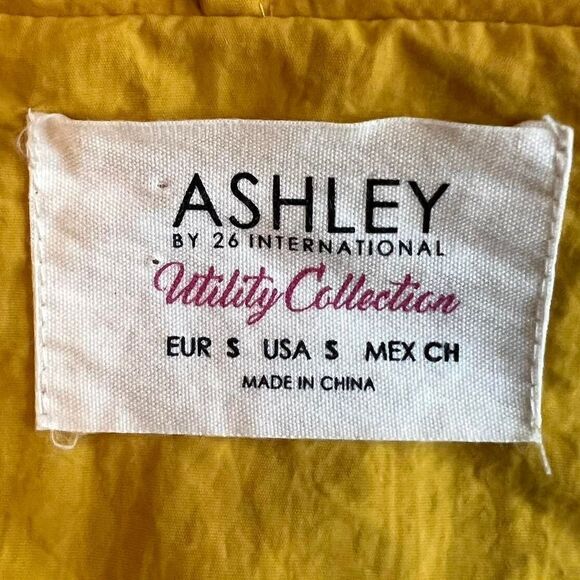 ASHLEY
BY 26 INTERNATIONAL
Utility Collection
EUR S USA S MEX CH
MADE IN CHINA